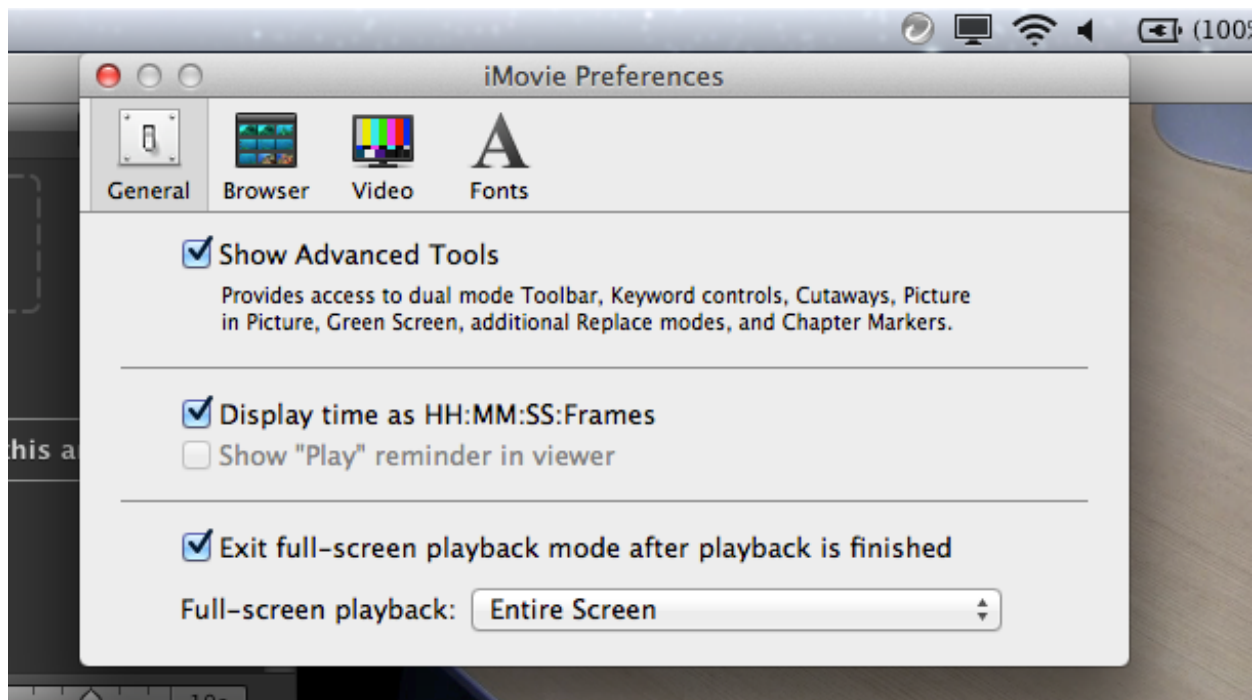 (100%
iMovie Preferences
General Browser Video Fonts
Show Advanced Tools
Provides access to dual mode Toolbar, Keyword controls, Cutaways, Picture
in Picture, Green Screen, additional Replace modes, and Chapter Markers.
Display time as HH:MM:SS:Frames
this a
Show "Play" reminder in viewer
Exit full-screen playback mode after playback is finished
Full-screen playback: Entire Screen